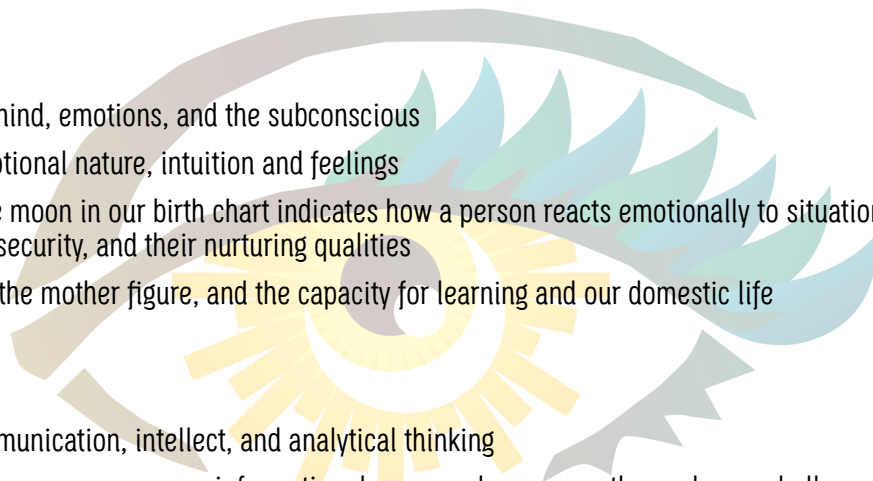 mind, emotions, and the subconscious
otional nature, intuition and feelings
moon in our birth chart indicates how a person reacts emotionally to situation
security, and their nurturing qualities
the mother figure, and the capacity for learning and our domestic life
munication, intellect, and analytical thinking